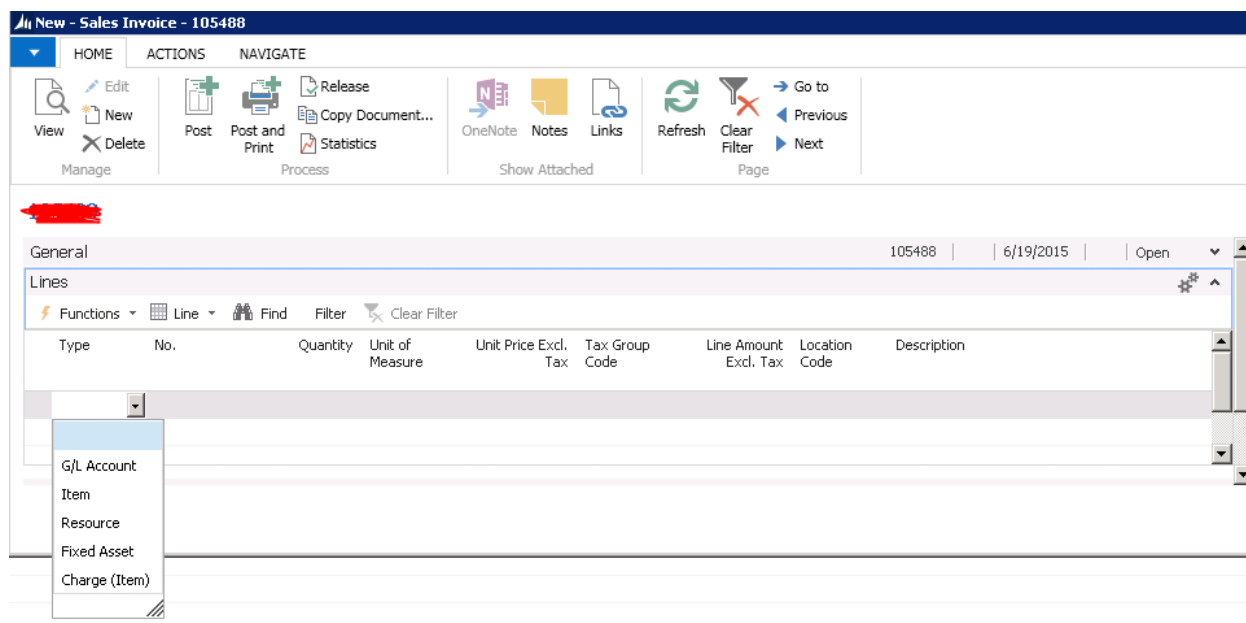 New - Sales Invoice - 105488
HOME ACTIONS NAVIGATE
View
Edit
New
Delete
Manage
Post
Post and
Print
Release
Copy Document...
Statistics
Process
OneNote
Notes
Links
Show Attached
Refresh
Clear
Filter
Go to
Previous
Next
Page
General 105488 6/19/2015 Open
Lines
Functions Line Find Filter Clear Filter
Type No. Quantity Unit of Unit Price Excl. Tax Group Line Amount Location Description
Measure Tax Code Excl. Tax Code
G/L Account
Item
Resource
Fixed Asset
Charge (Item)